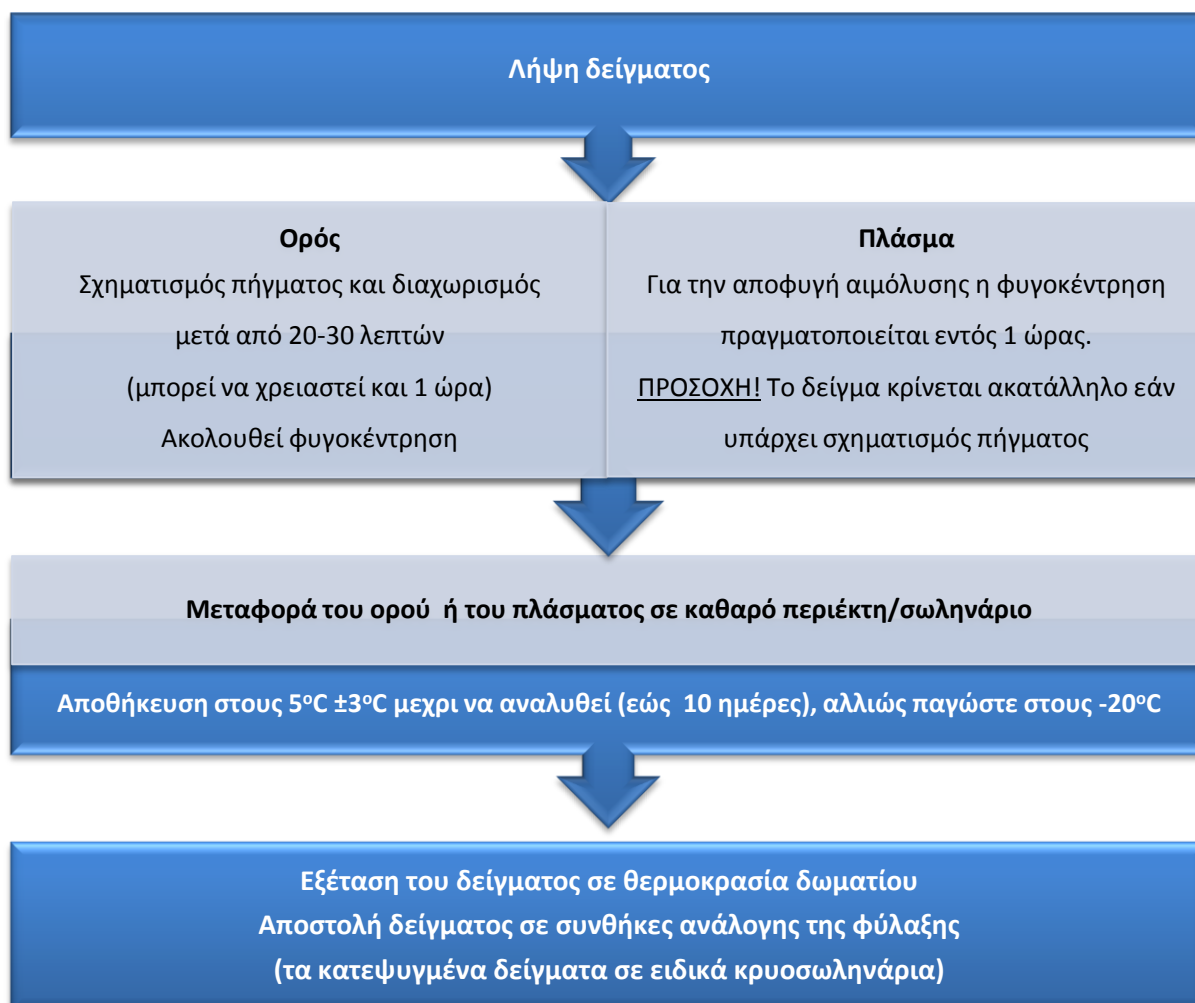 Λήψη δείγματος
Ορός
Σχηματισμός πήγματος και διαχωρισμός
μετά από 20-30 λεπτών
(μπορεί να χρειαστεί και 1 ώρα)
Ακολουθεί φυγοκέντρηση
Πλάσμα
Για την αποφυγή αιμόλυσης η φυγοκέντρηση
πραγματοποιείται εντός 1 ώρας.
ΠΡΟΣΟΧΗ! Το δείγμα κρίνεται ακατάλληλο εάν
υπάρχει σχηματισμός πήγματος
Μεταφορά του ορού ή του πλάσματος σε καθαρό περιέκτη/σωληνάριο
Αποθήκευση στους 5°C ±3°C μεχρι να αναλυθεί (εώς 10 ημέρες), αλλιώς παγώστε στους -20°C
Εξέταση του δείγματος σε θερμοκρασία δωματίου
Αποστολή δείγματος σε συνθήκες ανάλογης της φύλαξης
(τα κατεψυγμένα δείγματα σε ειδικά κρυοσωληνάρια)